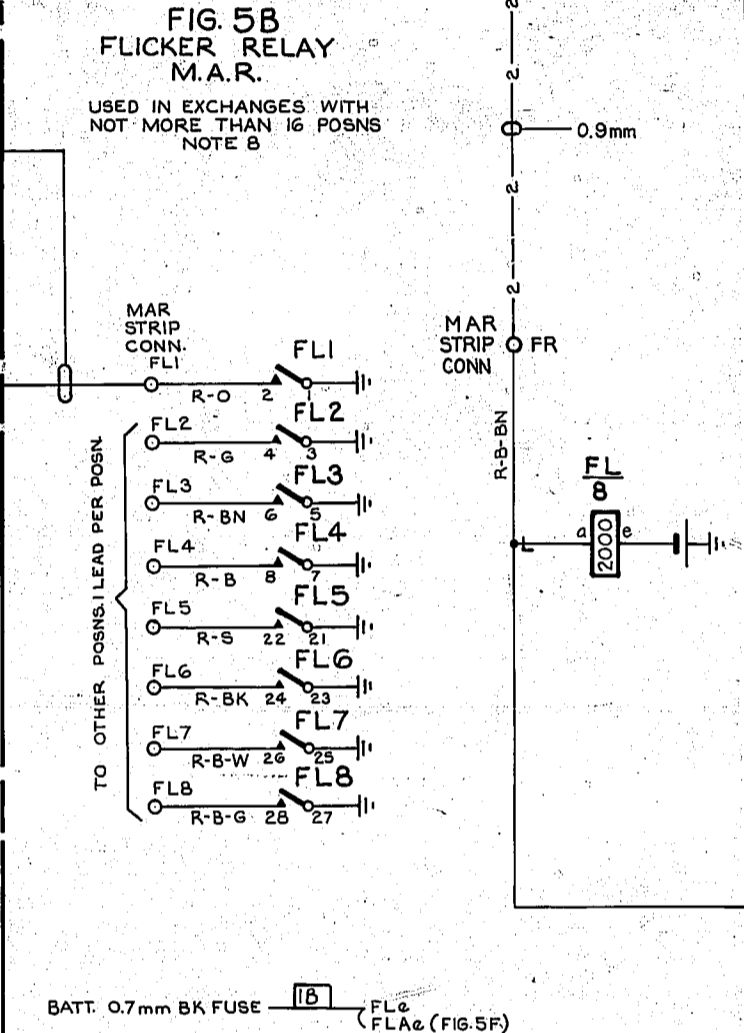 FIG. 5B
FLICKER RELAY
M.A.R.
USED IN EXCHANGES WITH
NOT MORE THAN 16 POSNS
NOTE 8
2
2
0.9mm
2
2
MAR
STRIP
CONN
FR
R-B-BN
FL
8
a
2000
e
MAR
STRIP
CONN.
FL1
R-O
2
FL1
1
FL2
R-G
4
FL2
3
FL3
R-BN
6
FL3
5
FL4
R-B
8
FL4
7
FL5
R-S
22
FL5
21
FL6
R-BK
24
FL6
23
FL7
R-B-W
26
FL7
25
FL8
R-B-G
28
FL8
27
TO OTHER POSNS. 1 LEAD PER POSN.
BATT. 0.7mm BK FUSE
18
FLe
FLAe (FIG.5F)